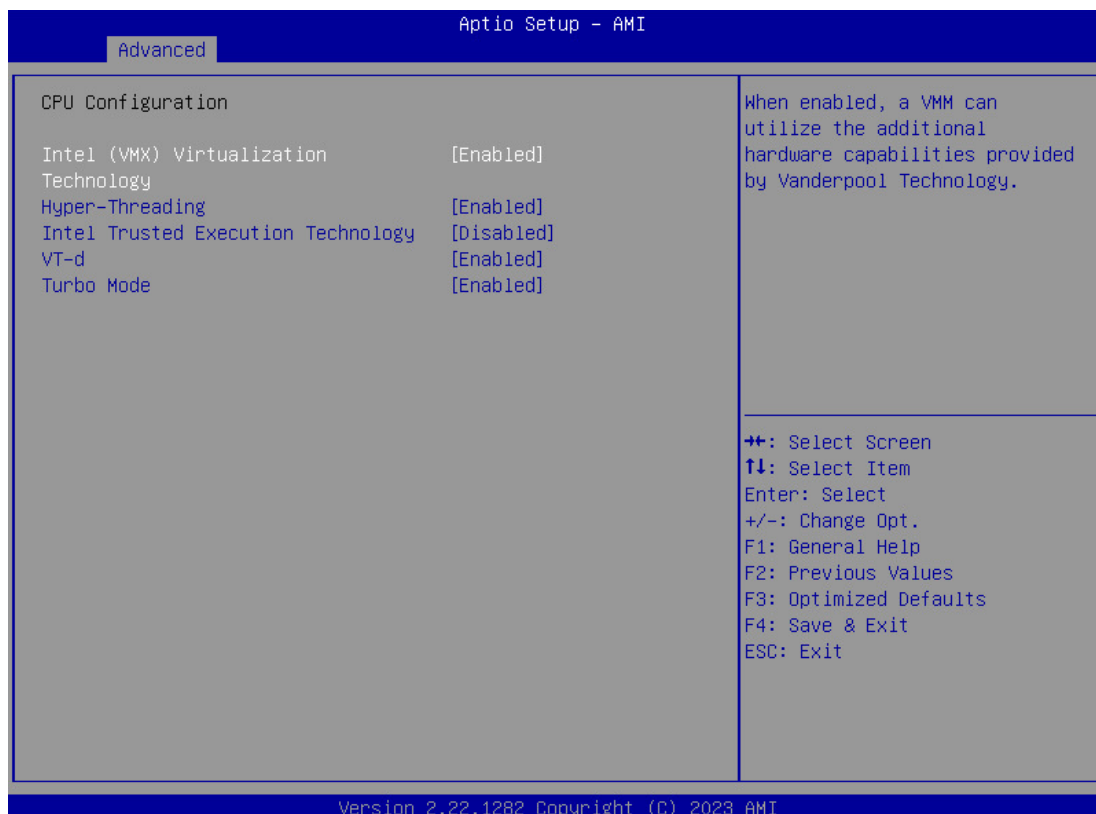 Aptio Setup – AMI
Advanced
CPU Configuration
Intel (VMX) Virtualization [Enabled]
Technology
Hyper-Threading [Enabled]
Intel Trusted Execution Technology [Disabled]
VT-d [Enabled]
Turbo Mode [Enabled]
When enabled, a VMM can
utilize the additional
hardware capabilities provided
by Vanderpool Technology.
→←: Select Screen
↑↓: Select Item
Enter: Select
+/-: Change Opt.
F1: General Help
F2: Previous Values
F3: Optimized Defaults
F4: Save & Exit
ESC: Exit
Version 2.22.1282 Copyright (C) 2023 AMI